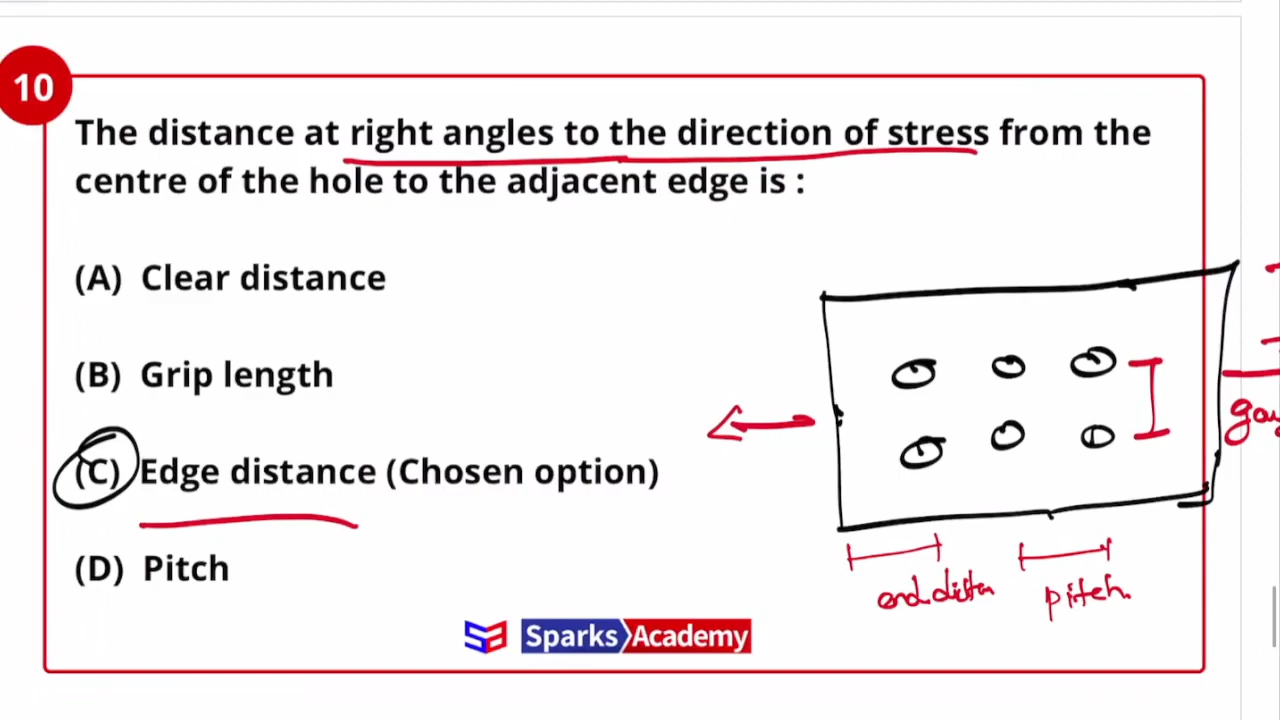 10
The distance at right angles to the direction of stress from the
centre of the hole to the adjacent edge is :
(A) Clear distance
(B) Grip length
(C) Edge distance (Chosen option)
(D) Pitch
end
pitch.
Sparks Academy